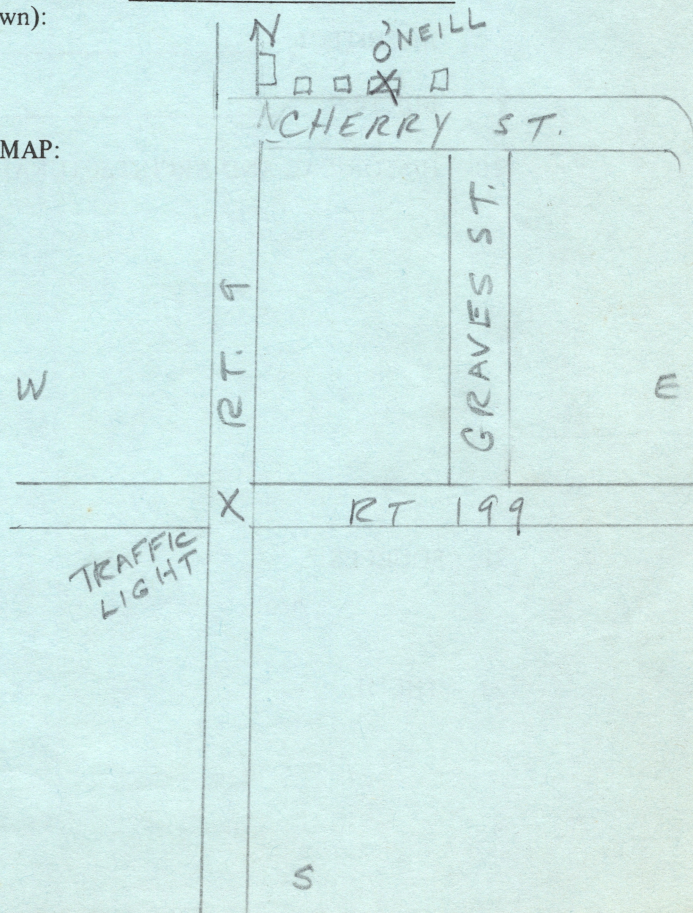 wn):
N
O'NEILL
N
CHERRY ST.
MAP:
GRAVES ST.
RT. 9
W
E
X
RT 199
TRAFFIC
LIGHT
S